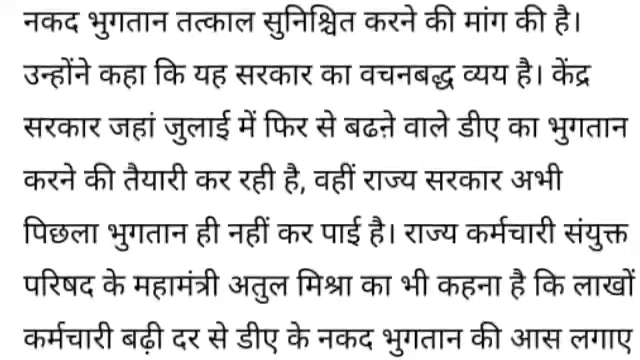 नकद भुगतान तत्काल सुनिश्चित करने की मांग की है।
उन्होंने कहा कि यह सरकार का वचनबद्ध व्यय है। केंद्र
सरकार जहां जुलाई में फिर से बढऩे वाले डीए का भुगतान
करने की तैयारी कर रही है, वहीं राज्य सरकार अभी
पिछला भुगतान ही नहीं कर पाई है। राज्य कर्मचारी संयुक्त
परिषद के महामंत्री अतुल मिश्रा का भी कहना है कि लाखों
कर्मचारी बढ़ी दर से डीए के नकद भुगतान की आस लगाए